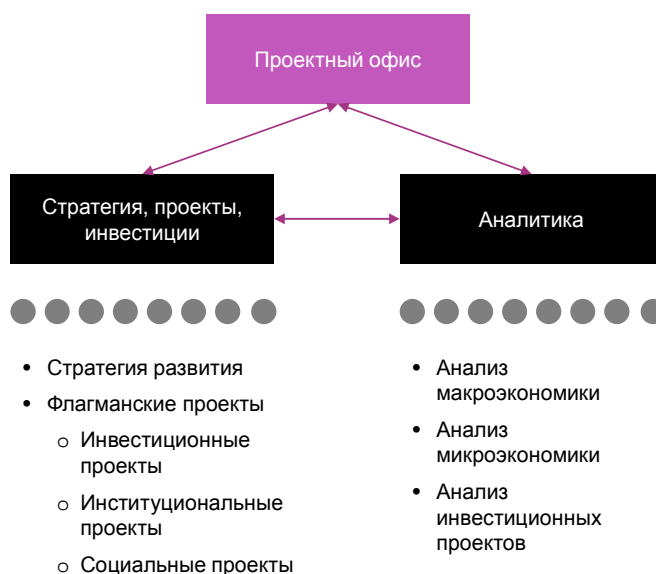 Проектный офис
Стратегия, проекты,
инвестиции
Аналитика
• Стратегия развития
• Флагманские проекты
o Инвестиционные
проекты
o Институциональные
проекты
o Социальные проекты
• Анализ
макроэкономики
• Анализ
микроэкономики
• Анализ
инвестиционных
проектов